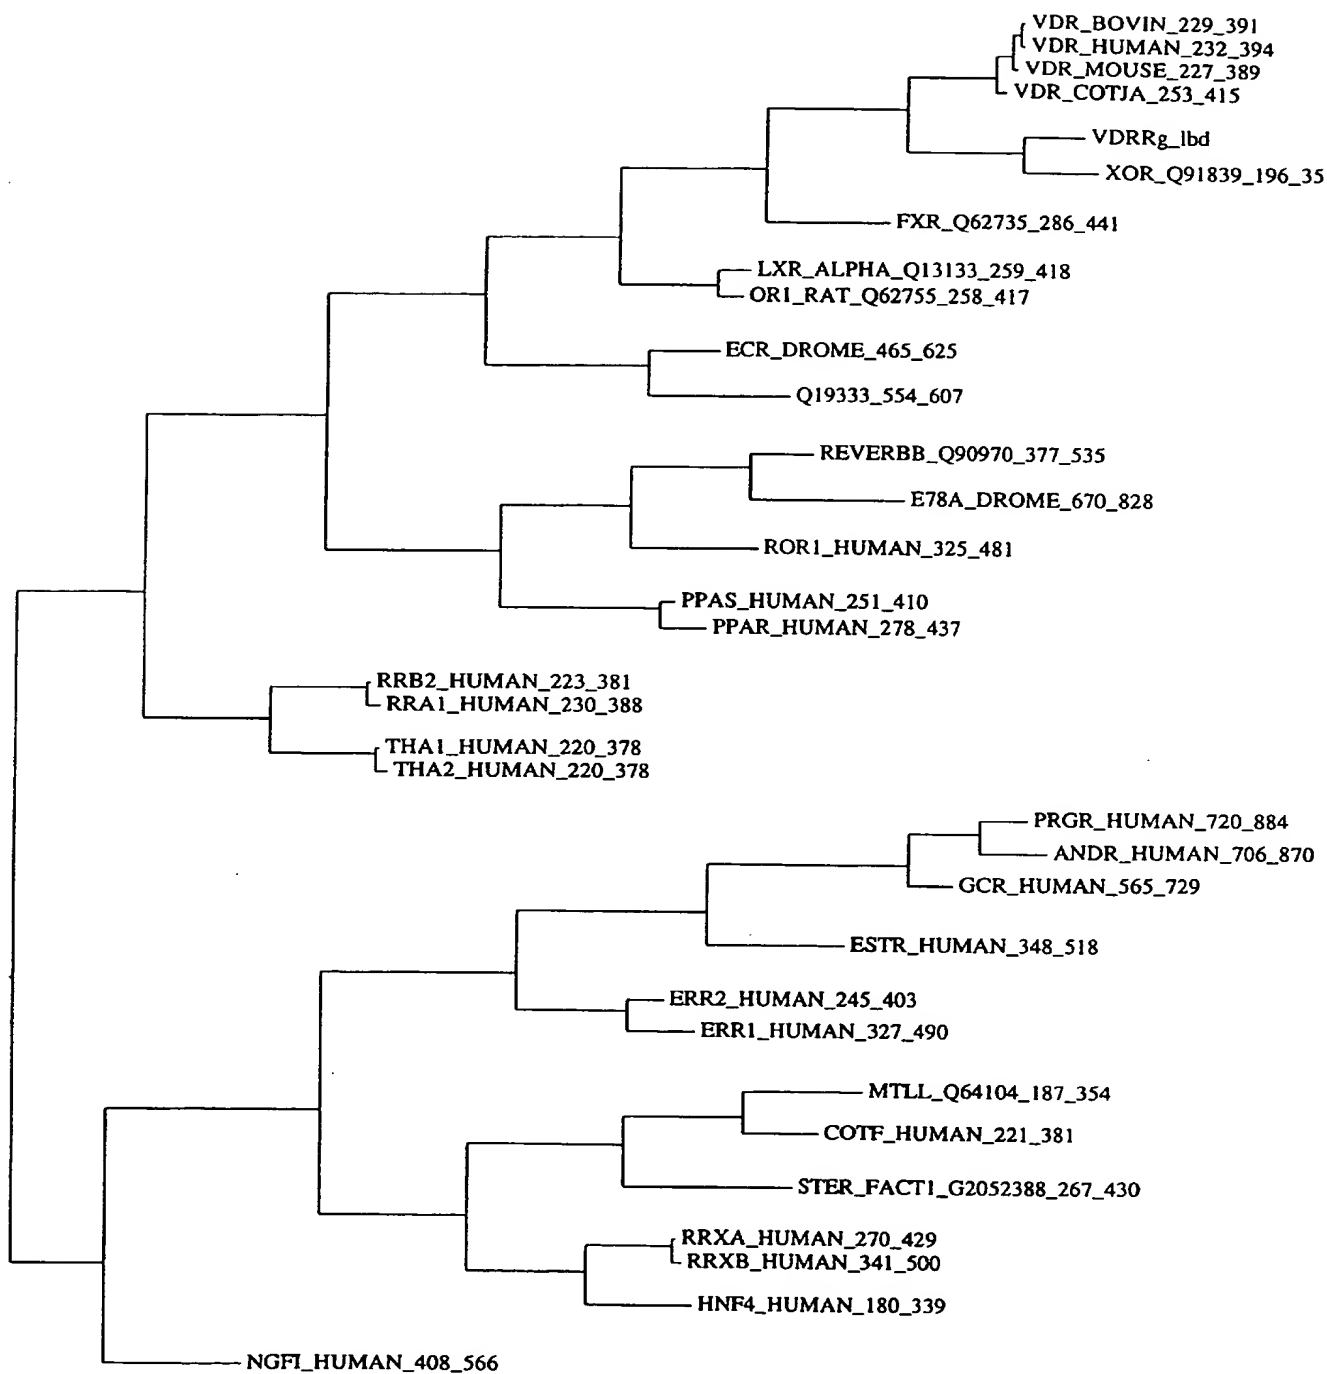 VDR_BOVIN_229_391
VDR_HUMAN_232_394
VDR_MOUSE_227_389
VDR_COTJA_253_415
VDRRg_lbd
XOR_Q91839_196_35
FXR_Q62735_286_441
LXR_ALPHA_Q13133_259_418
OR1_RAT_Q62755_258_417
ECR_DROME_465_625
Q19333_554_607
REVERBB_Q90970_377_535
E78A_DROME_670_828
ROR1_HUMAN_325_481
PPAS_HUMAN_251_410
PPAR_HUMAN_278_437
RRB2_HUMAN_223_381
RRA1_HUMAN_230_388
THA1_HUMAN_220_378
THA2_HUMAN_220_378
PRGR_HUMAN_720_884
ANDR_HUMAN_706_870
GCR_HUMAN_565_729
ESTR_HUMAN_348_518
ERR2_HUMAN_245_403
ERR1_HUMAN_327_490
MTLL_Q64104_187_354
COTF_HUMAN_221_381
STER_FACT1_G2052388_267_430
RRXA_HUMAN_270_429
RRXB_HUMAN_341_500
HNF4_HUMAN_180_339
NGFI_HUMAN_408_566